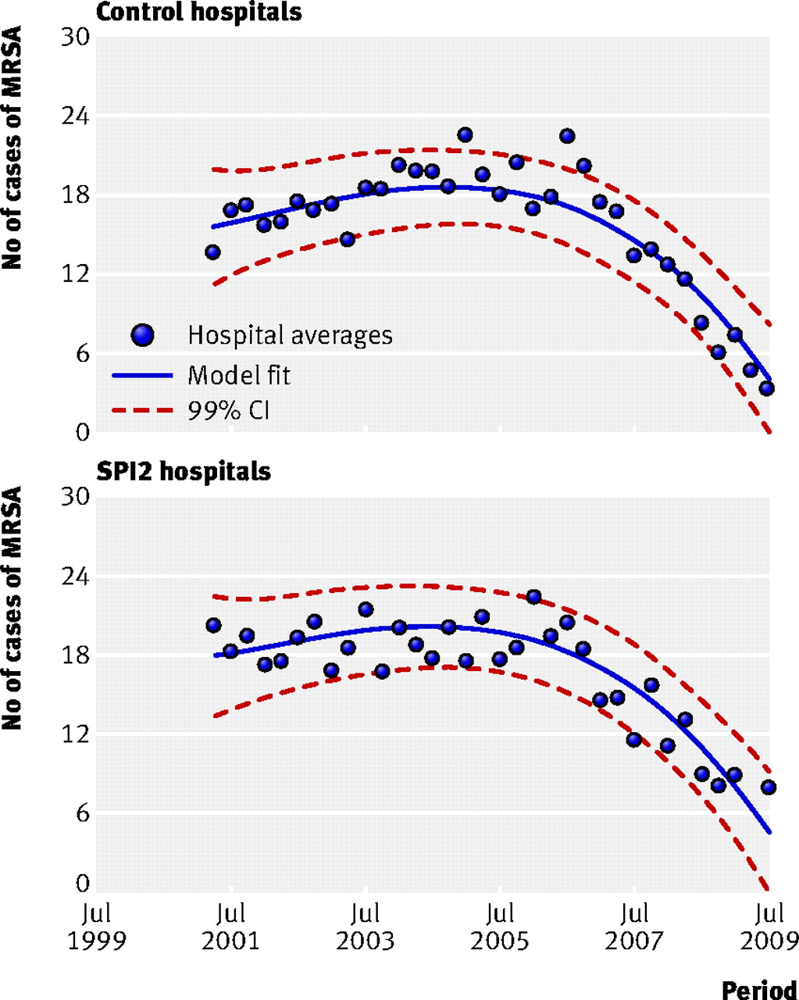 Control hospitals
No of cases of MRSA
30
24
18
12
6
0
Hospital averages
Model fit
99% CI
SPI2 hospitals
No of cases of MRSA
30
24
18
12
6
0
Jul Jul Jul Jul Jul Jul
1999 2001 2003 2005 2007 2009
Period